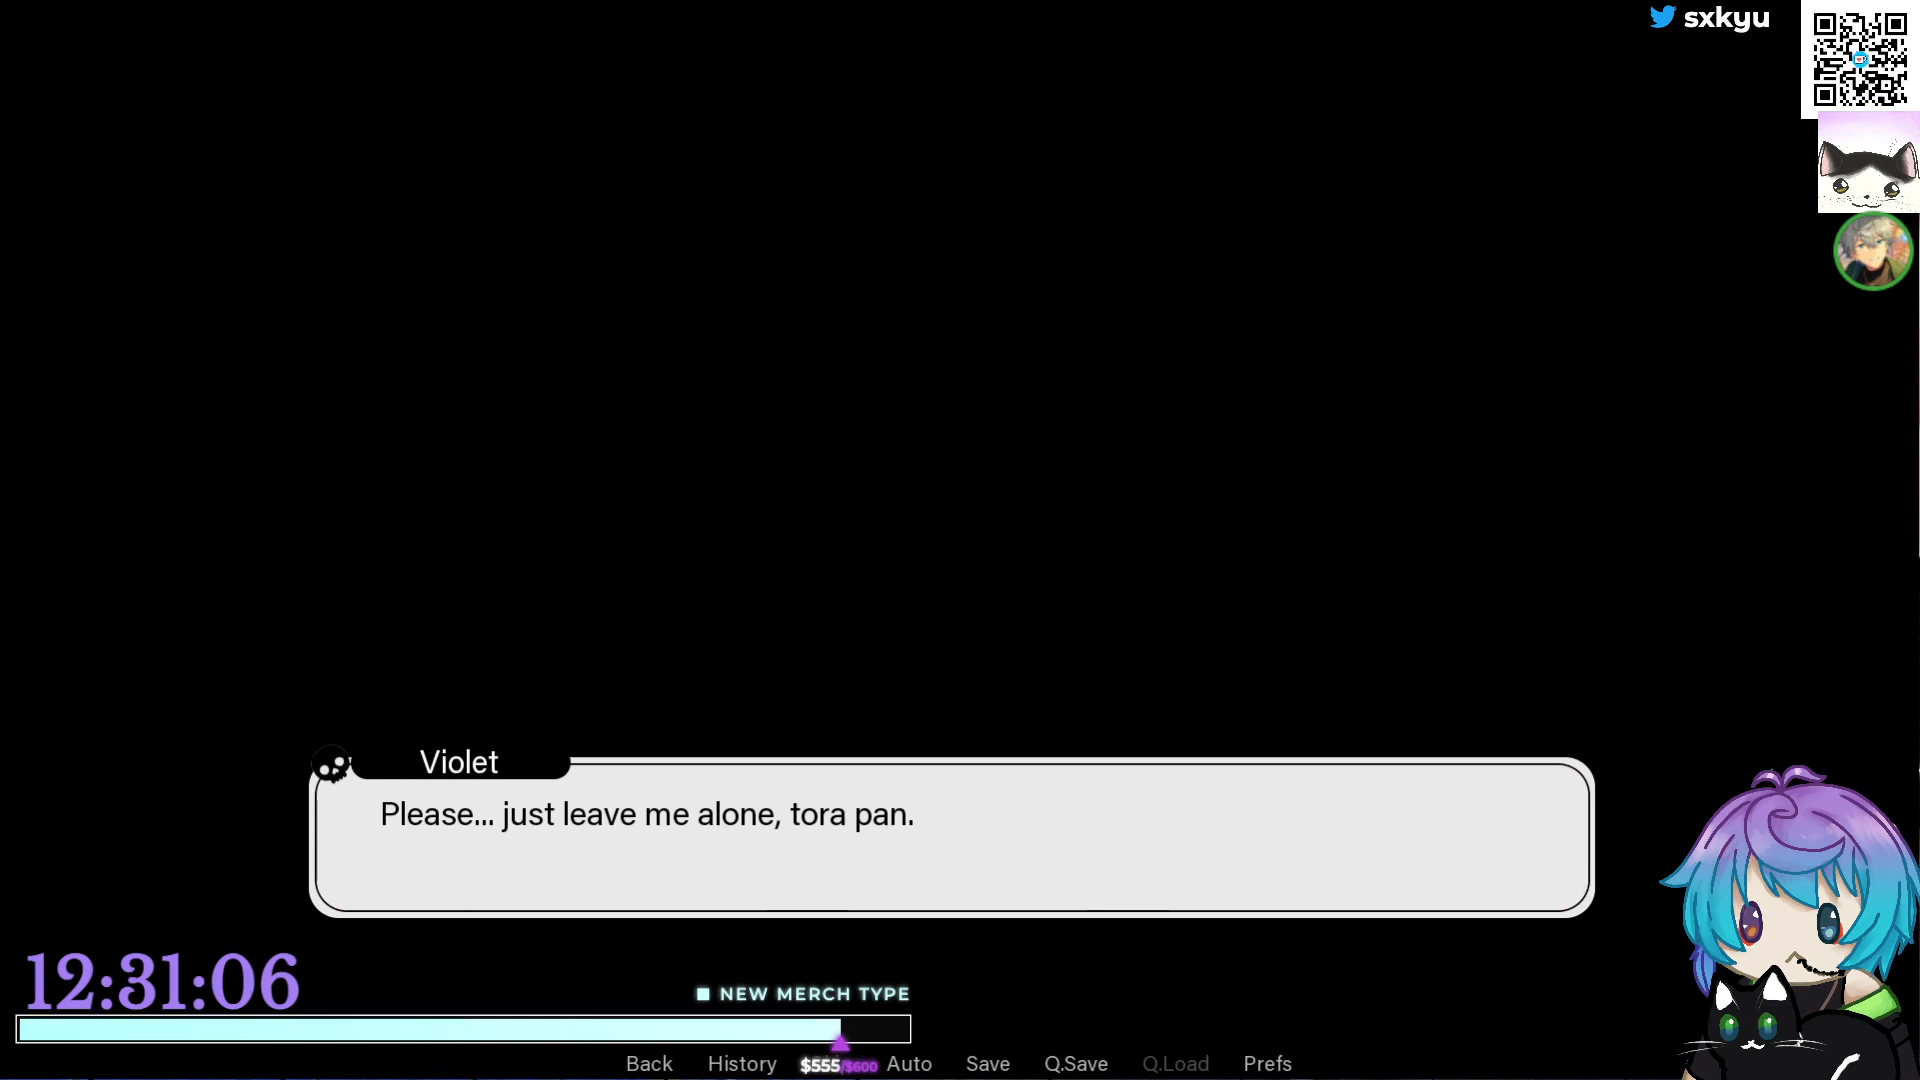 sxkyu
Violet
Please... just leave me alone, tora pan.
12:31:06
NEW MERCH TYPE
$555/$600
Back History Auto Save Q.Save Q.Load Prefs